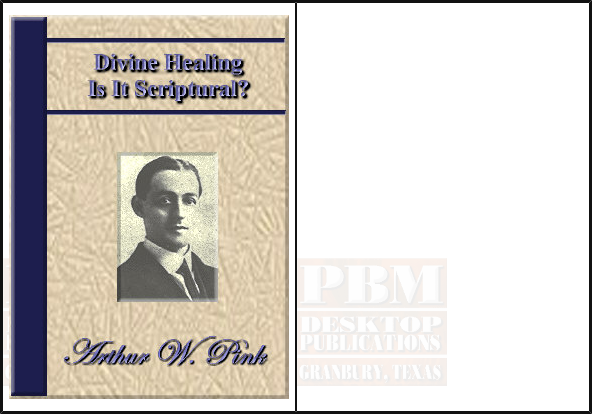 Divine Healing
Is It Scriptural?
Arthur W. Pink
PBM
DESKTOP
PUBLICATIONS
GRANBURY, TEXAS